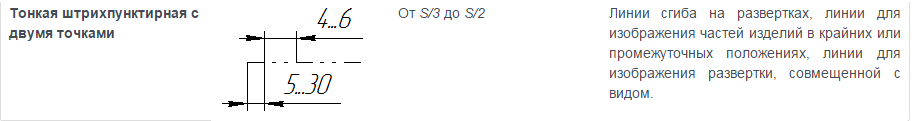 Тонкая штрихпунктирная с
двумя точками
4...6
5...30
От S/3 до S/2
Линии сгиба на развертках, линии для
изображения частей изделий в крайних или
промежуточных положениях, линии для
изображения развертки, совмещенной с
видом.